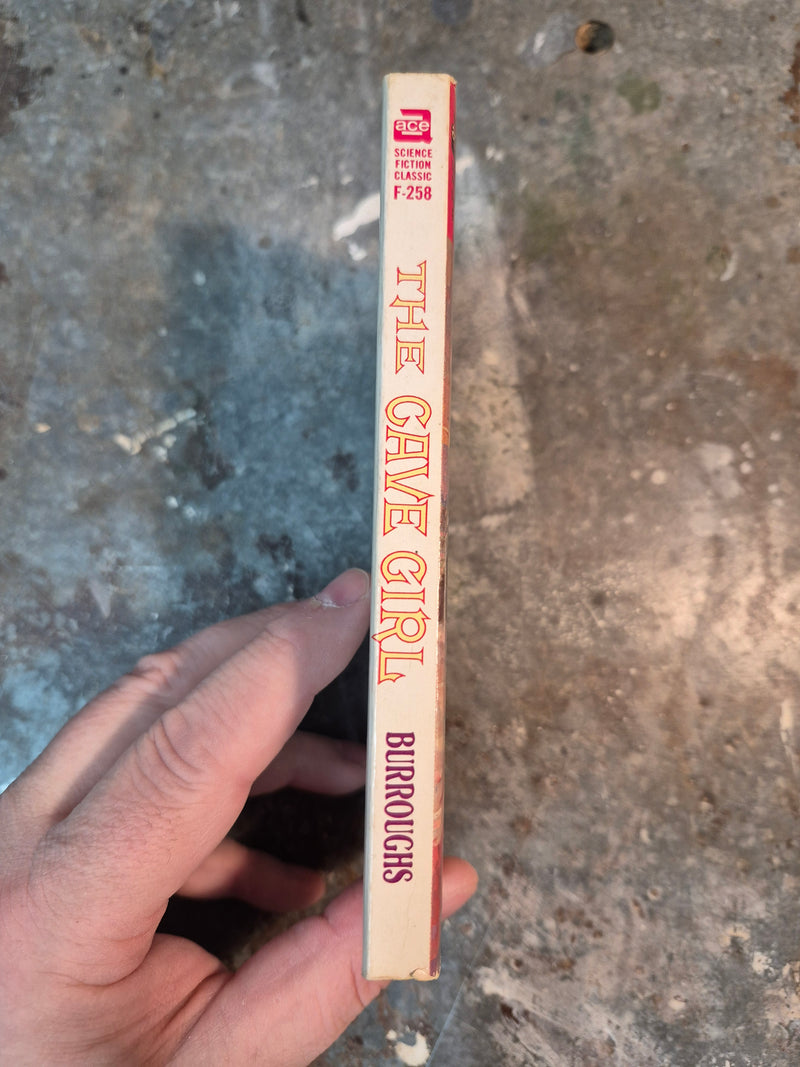 ace
SCIENCE
FICTION
CLASSIC
F-258
THE CAVE GIRL
BURROUGHS